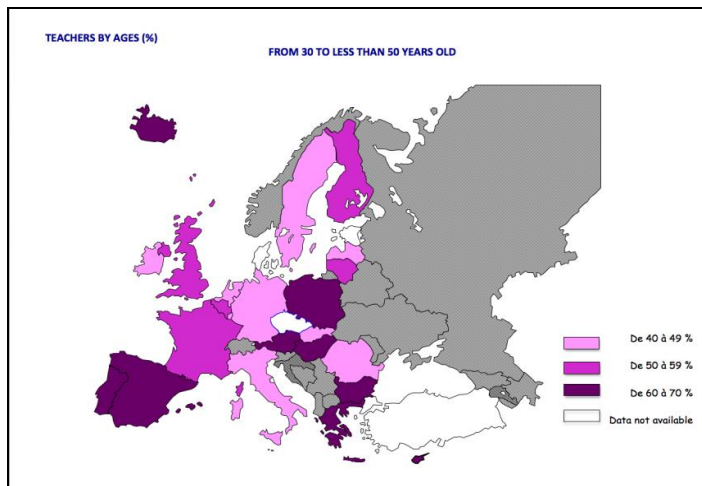 TEACHERS BY AGES (%)
FROM 30 TO LESS THAN 50 YEARS OLD
De 40 à 49 %
De 50 à 59 %
De 60 à 70 %
Data not available